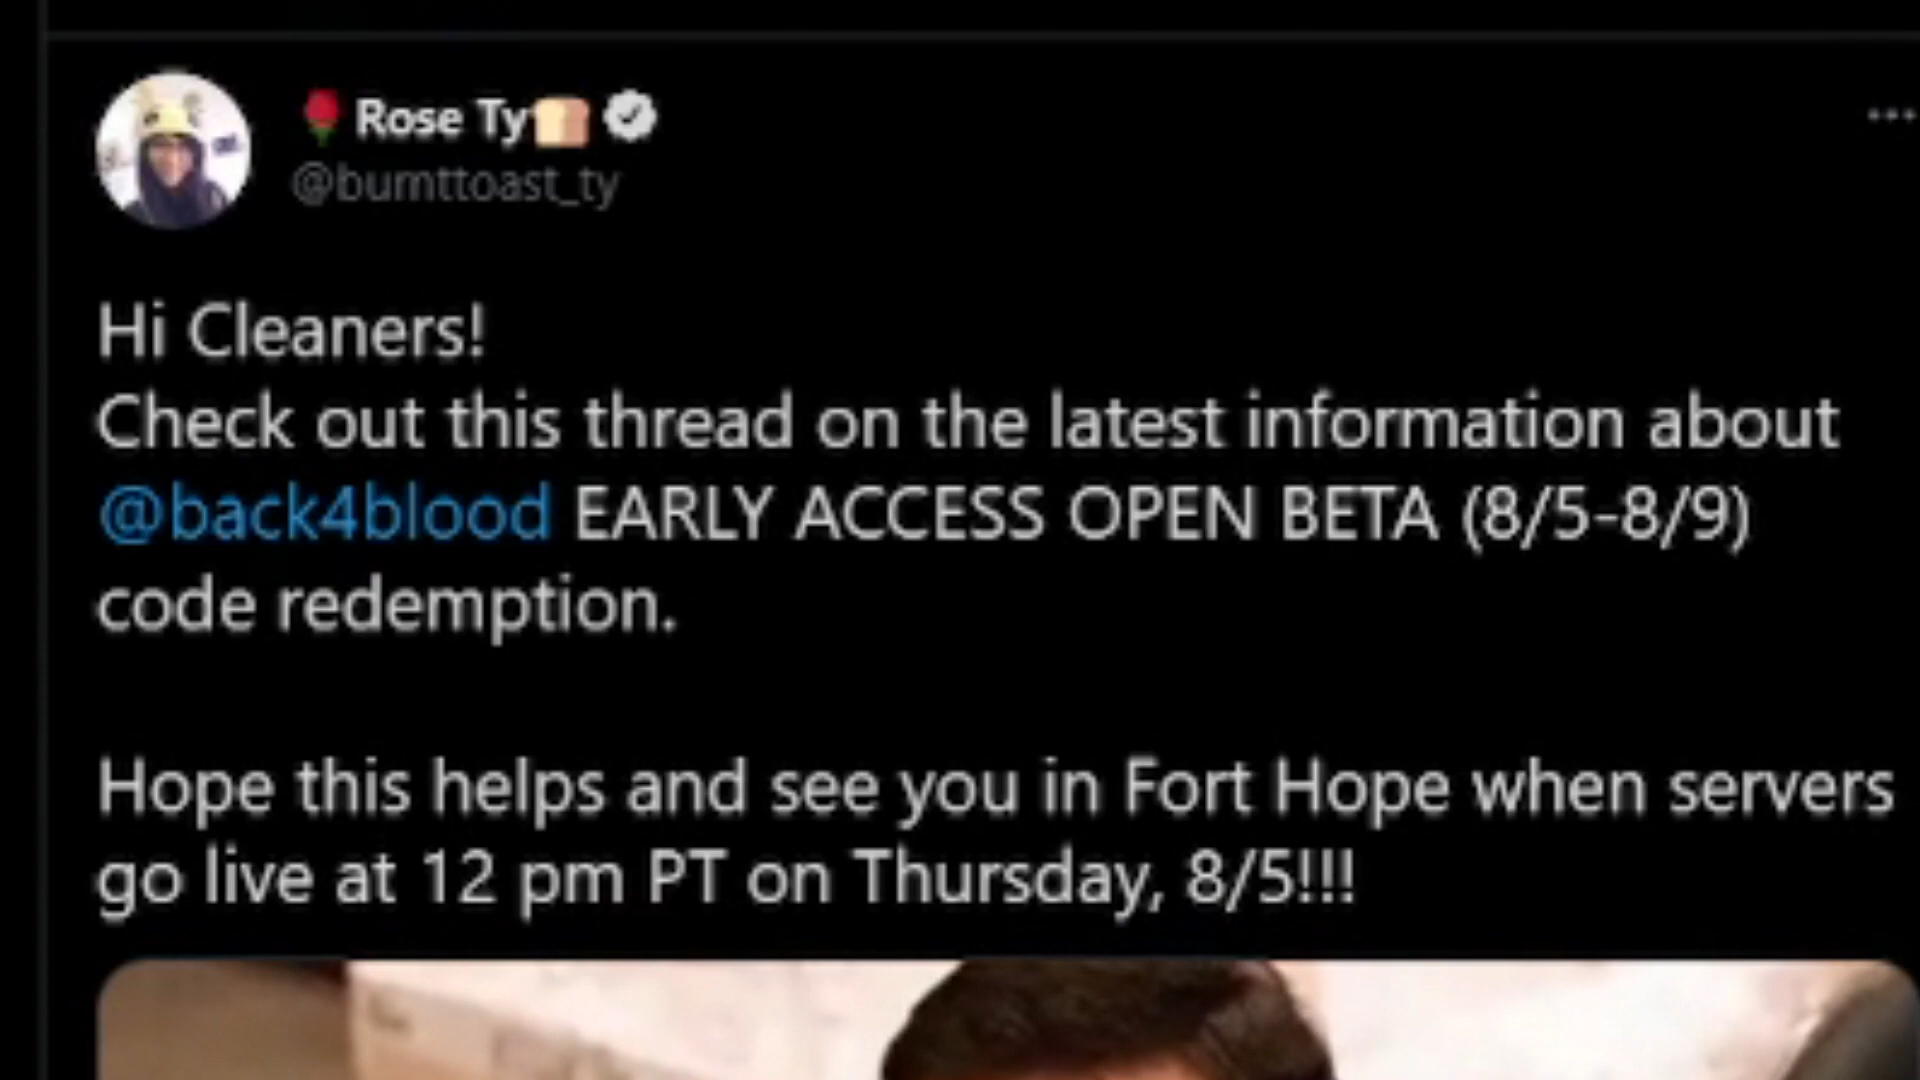 Rose Ty
@burnttoast_ty
Hi Cleaners!
Check out this thread on the latest information about
@back4blood EARLY ACCESS OPEN BETA (8/5-8/9)
code redemption.
Hope this helps and see you in Fort Hope when servers
go live at 12 pm PT on Thursday, 8/5!!!